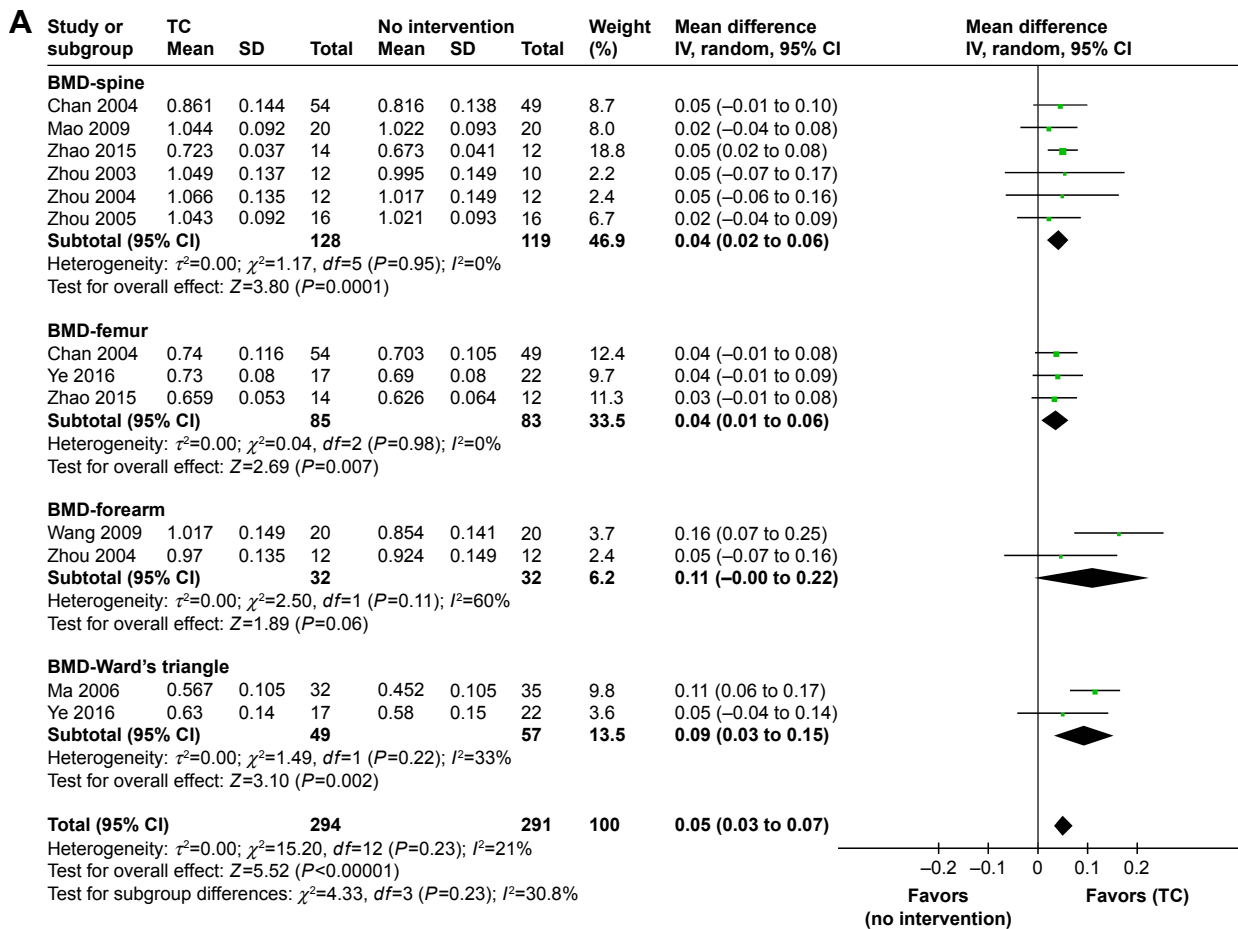 A
Study or TC No intervention Weight Mean difference Mean difference
subgroup Mean SD Total Mean SD Total (%) IV, random, 95% CI IV, random, 95% CI
BMD-spine
Chan 2004 0.861 0.144 54 0.816 0.138 49 8.7 0.05 (–0.01 to 0.10)
Mao 2009 1.044 0.092 20 1.022 0.093 20 8.0 0.02 (–0.04 to 0.08)
Zhao 2015 0.723 0.037 14 0.673 0.041 12 18.8 0.05 (0.02 to 0.08)
Zhou 2003 1.049 0.137 12 0.995 0.149 10 2.2 0.05 (–0.07 to 0.17)
Zhou 2004 1.066 0.135 12 1.017 0.149 12 2.4 0.05 (–0.06 to 0.16)
Zhou 2005 1.043 0.092 16 1.021 0.093 16 6.7 0.02 (–0.04 to 0.09)
Subtotal (95% CI) 128 119 46.9 0.04 (0.02 to 0.06)
Heterogeneity: τ²=0.00; χ²=1.17, df=5 (P=0.95); I²=0%
Test for overall effect: Z=3.80 (P=0.0001)
BMD-femur
Chan 2004 0.74 0.116 54 0.703 0.105 49 12.4 0.04 (–0.01 to 0.08)
Ye 2016 0.73 0.08 17 0.69 0.08 22 9.7 0.04 (–0.01 to 0.09)
Zhao 2015 0.659 0.053 14 0.626 0.064 12 11.3 0.03 (–0.01 to 0.08)
Subtotal (95% CI) 85 83 33.5 0.04 (0.01 to 0.06)
Heterogeneity: τ²=0.00; χ²=0.04, df=2 (P=0.98); I²=0%
Test for overall effect: Z=2.69 (P=0.007)
BMD-forearm
Wang 2009 1.017 0.149 20 0.854 0.141 20 3.7 0.16 (0.07 to 0.25)
Zhou 2004 0.97 0.135 12 0.924 0.149 12 2.4 0.05 (–0.07 to 0.16)
Subtotal (95% CI) 32 32 6.2 0.11 (–0.00 to 0.22)
Heterogeneity: τ²=0.00; χ²=2.50, df=1 (P=0.11); I²=60%
Test for overall effect: Z=1.89 (P=0.06)
BMD-Ward’s triangle
Ma 2006 0.567 0.105 32 0.452 0.105 35 9.8 0.11 (0.06 to 0.17)
Ye 2016 0.63 0.14 17 0.58 0.15 22 3.6 0.05 (–0.04 to 0.14)
Subtotal (95% CI) 49 57 13.5 0.09 (0.03 to 0.15)
Heterogeneity: τ²=0.00; χ²=1.49, df=1 (P=0.22); I²=33%
Test for overall effect: Z=3.10 (P=0.002)
Total (95% CI) 294 291 100 0.05 (0.03 to 0.07)
Heterogeneity: τ²=0.00; χ²=15.20, df=12 (P=0.23); I²=21%
Test for overall effect: Z=5.52 (P<0.00001)
Test for subgroup differences: χ²=4.33, df=3 (P=0.23); I²=30.8%
–0.2 –0.1 0 0.1 0.2
Favors Favors (TC)
(no intervention)